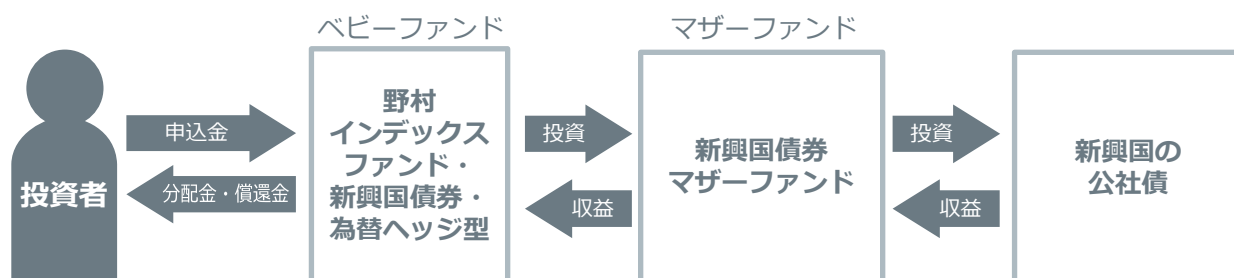 ベビーファンド
マザーファンド
投資者
申込金
分配金・償還金
野村
インデックス
ファンド・
新興国債券・
為替ヘッジ型
投資
収益
新興国債券
マザーファンド
投資
収益
新興国の
公社債